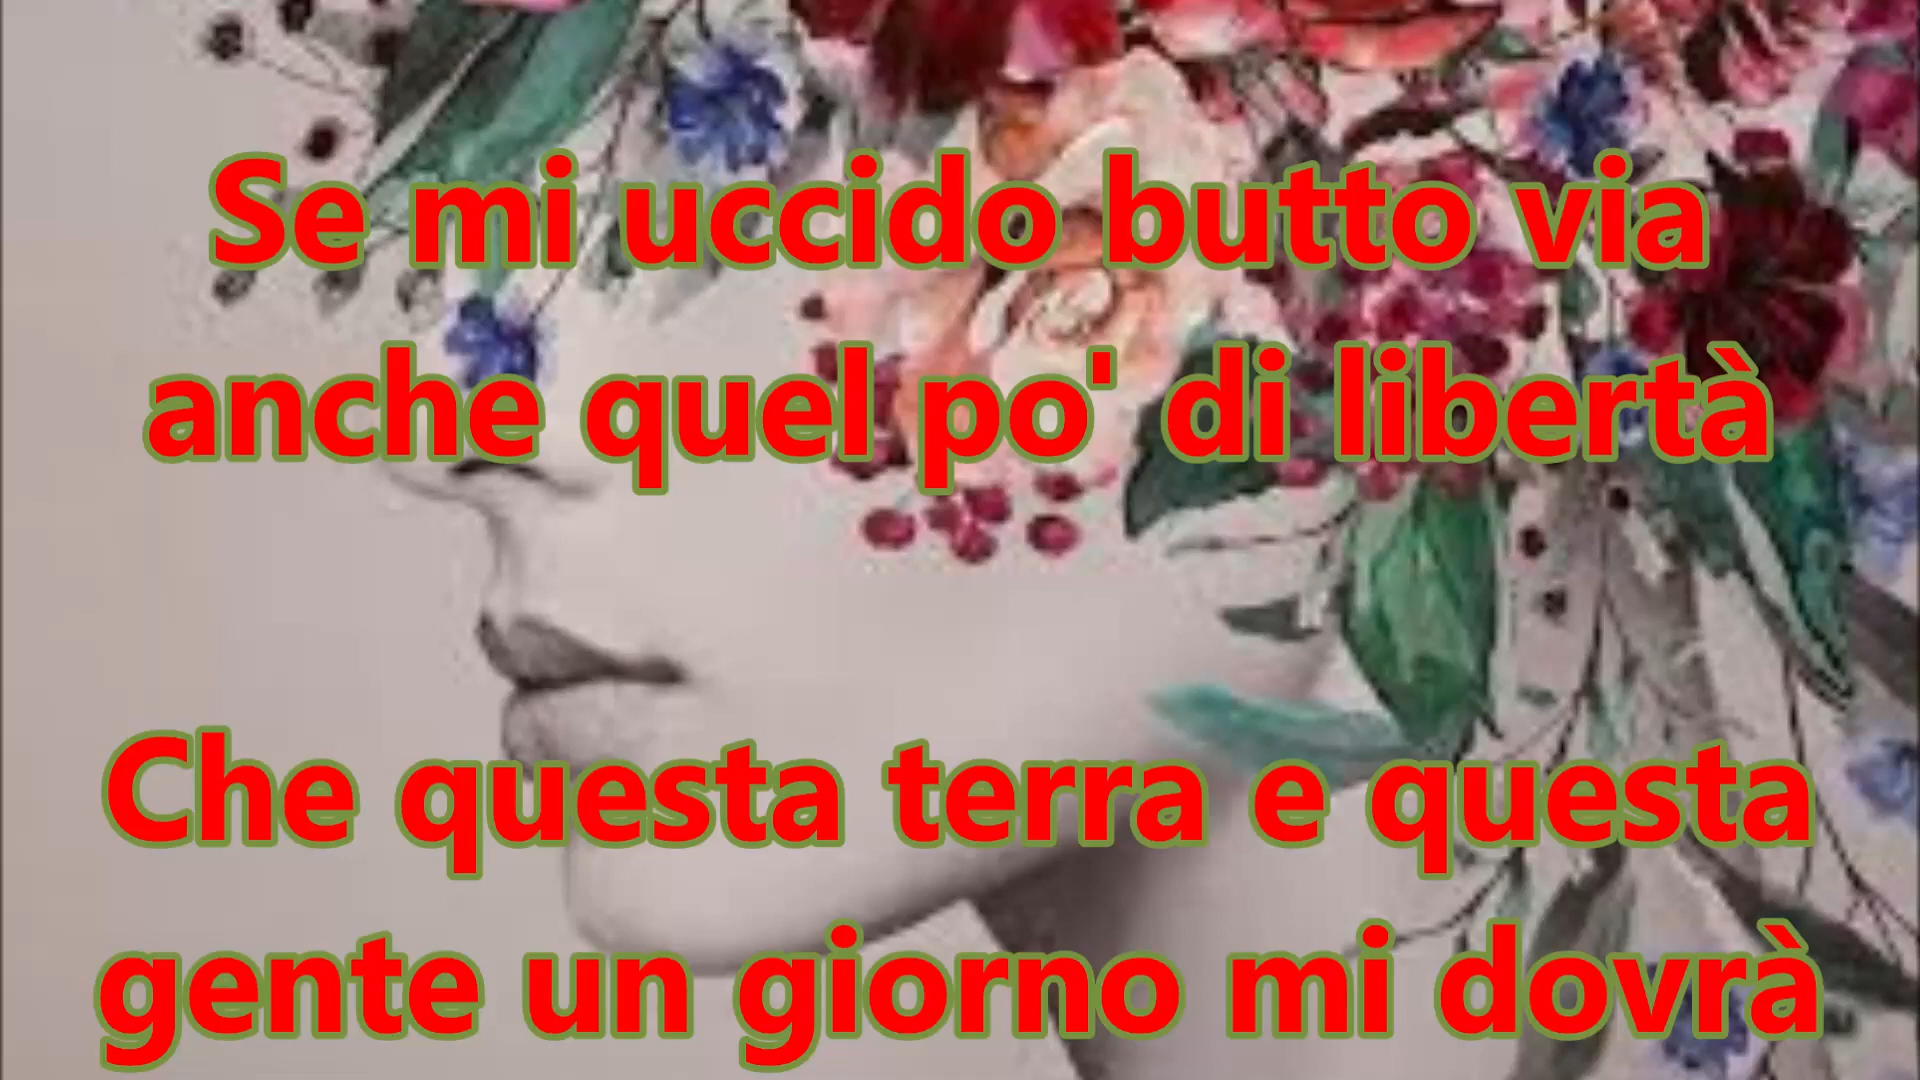 Se mi uccido butto via
anche quel po' di libertà
Che questa terra e questa
gente un giorno mi dovrà